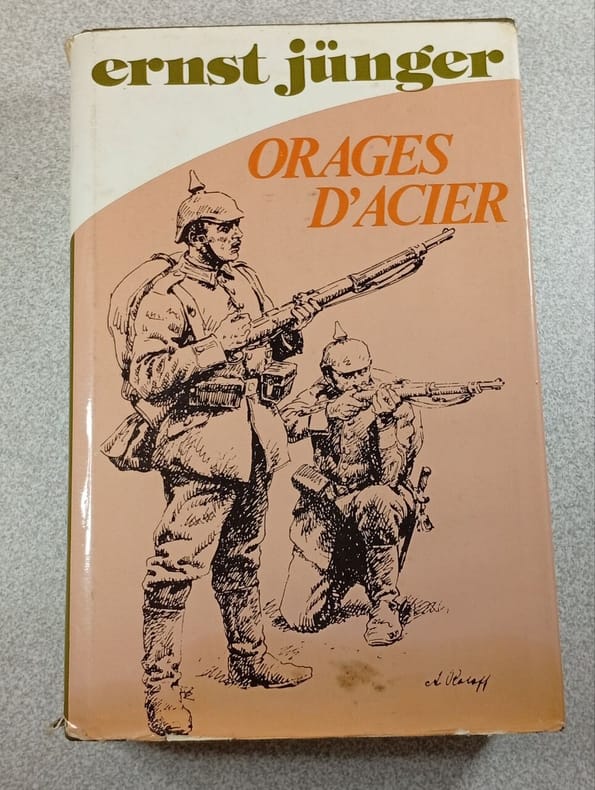 ernst jünger
ORAGES
D'ACIER